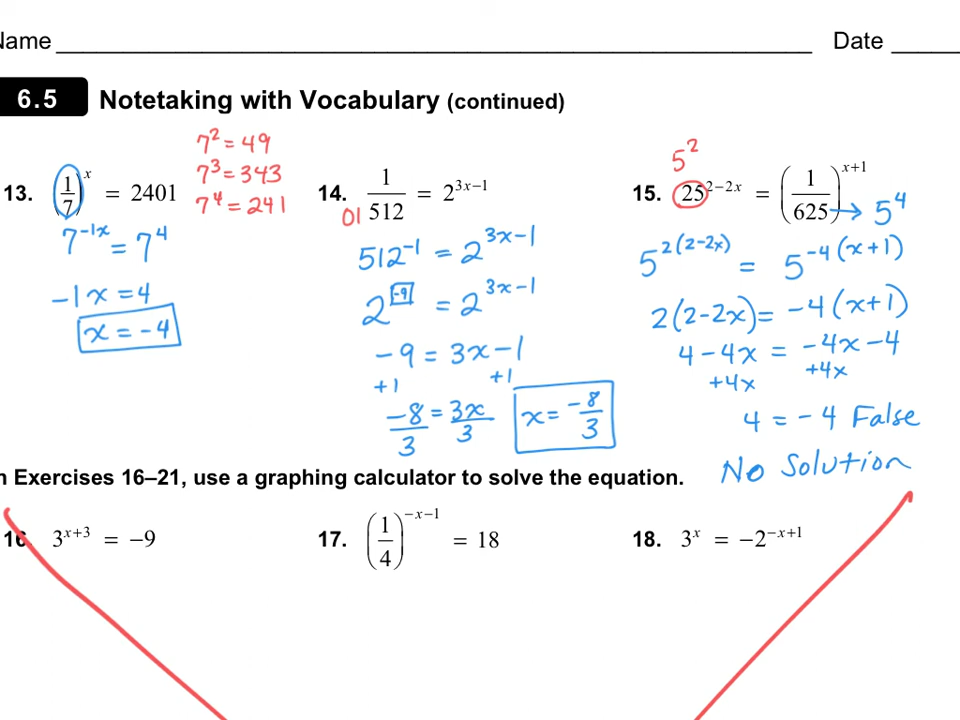 Name Date
6.5 Notetaking with Vocabulary (continued)
7² = 49
7³ = 343
7⁴ = 241
13. (1/7)^x = 2401
7^(-1x) = 7⁴
-1x = 4
x = -4
14. 1/512 = 2^(3x-1)
01
512⁻¹ = 2^(3x-1)
2^(-9) = 2^(3x-1)
-9 = 3x - 1
+1 +1
-8/3 = 3x/3 x = -8/3
5²
15. 25^(2-2x) = (1/625)^(x+1)
→ 5⁴
5^(2(2-2x)) = 5^(-4(x+1))
2(2-2x) = -4(x+1)
4-4x = -4x-4
+4x +4x
4 = -4 False
No Solution
n Exercises 16–21, use a graphing calculator to solve the equation.
16. 3^(x+3) = -9
17. (1/4)^(-x-1) = 18
18. 3^x = -2^(-x+1)